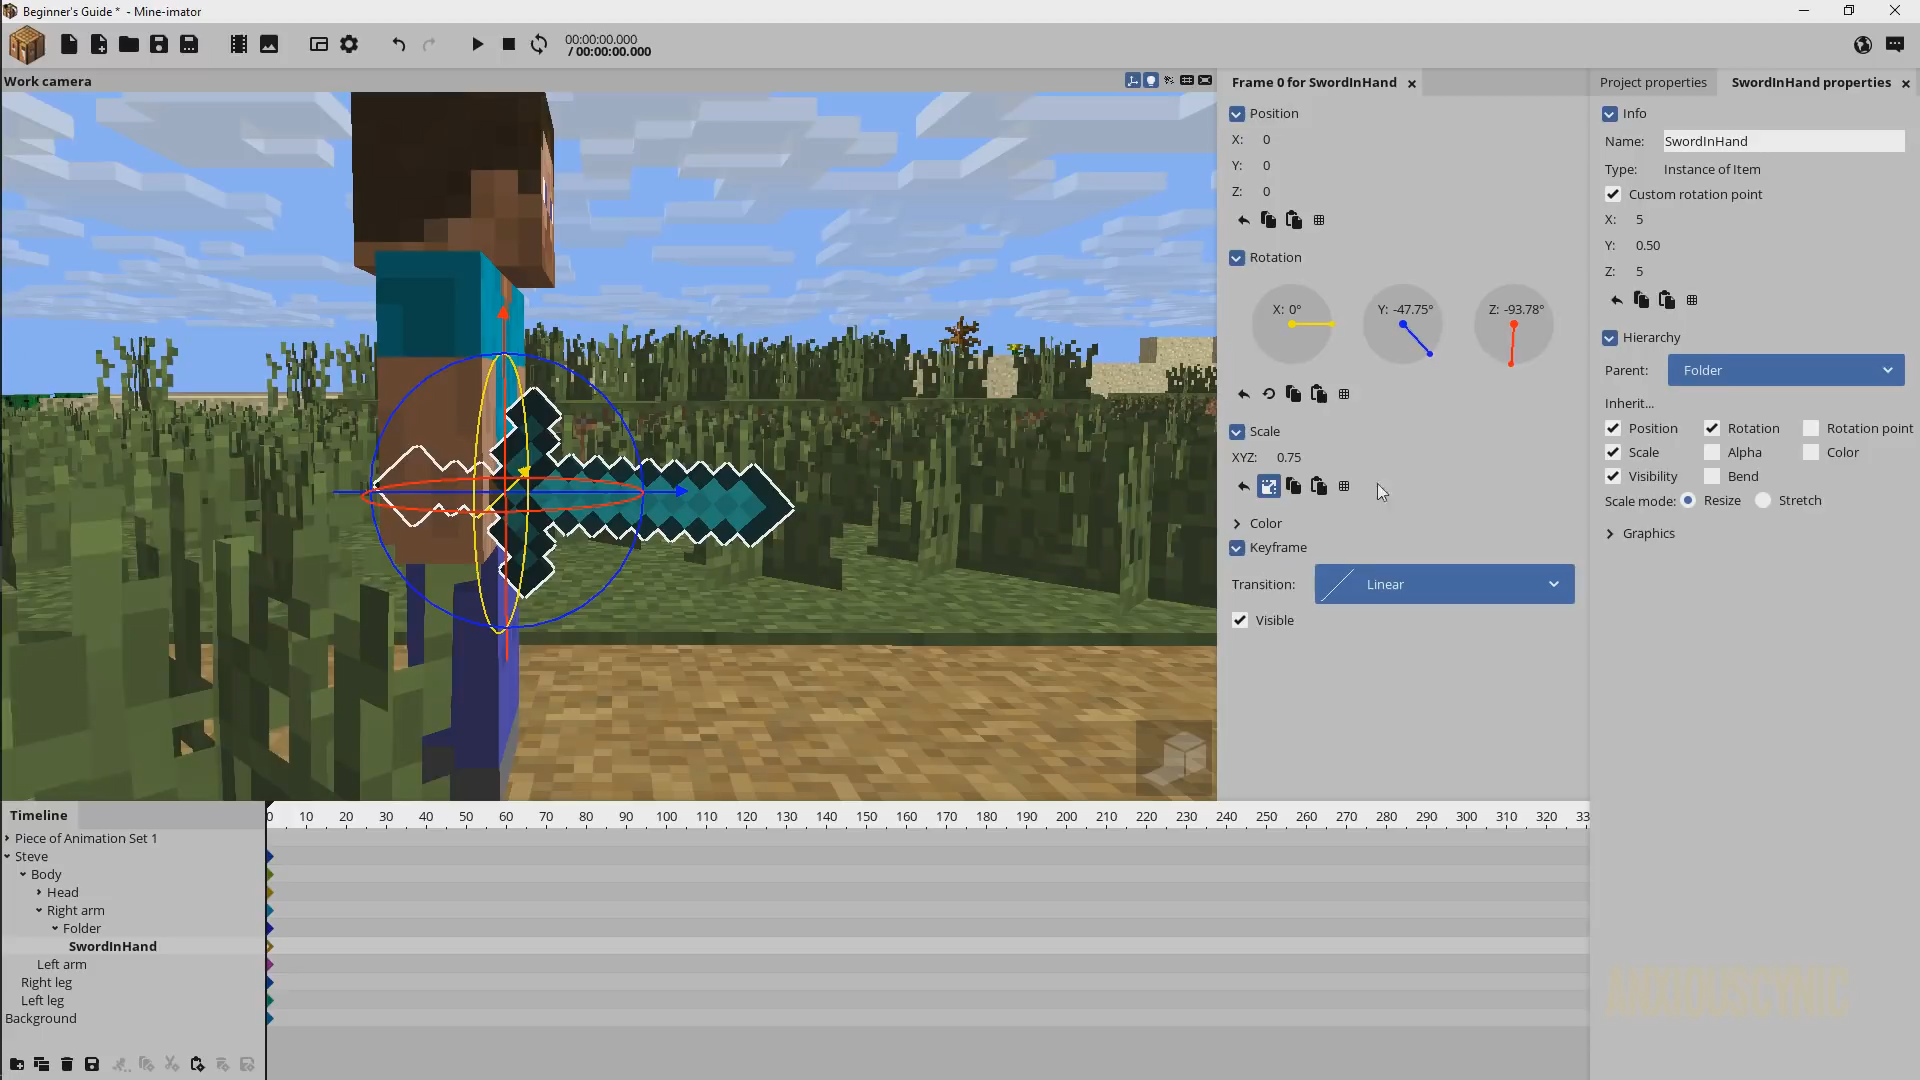 Beginner's Guide * - Mine-imator
00:00:00.000
/ 00:00:00.000
Work camera
Frame 0 for SwordInHand
Position
X: 0
Y: 0
Z: 0
Rotation
X: 0° Y: -47.75° Z: -93.78°
Scale
XYZ: 0.75
Color
Keyframe
Transition: Linear
Visible
Project properties SwordInHand properties
Info
Name: SwordInHand
Type: Instance of Item
Custom rotation point
X: 5
Y: 0.50
Z: 5
Hierarchy
Parent: Folder
Inherit...
Position Rotation Rotation point
Scale Alpha Color
Visibility Bend
Scale mode: Resize Stretch
Graphics
Timeline
0 10 20 30 40 50 60 70 80 90 100 110 120 130 140 150 160 170 180 190 200 210 220 230 240 250 260 270 280 290 300 310 320 33
Piece of Animation Set 1
Steve
Body
Head
Right arm
Folder
SwordInHand
Left arm
Right leg
Left leg
Background
ANXIOUSCYNIC